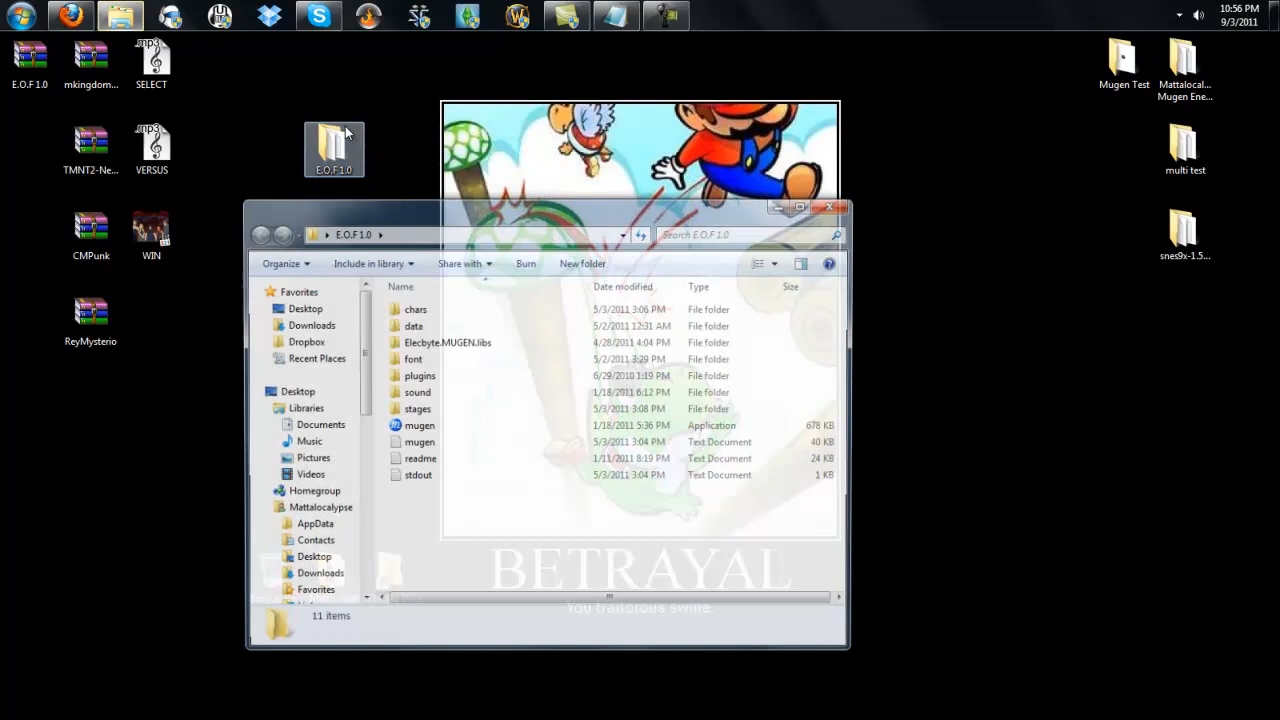 10:56 PM
9/3/2011
E.O.F 1.0
mkingdom...
SELECT
Mugen Test
Mattalocal...
Mugen Ene...
TMNT2-Ne...
VERSUS
E.O.F 1.0
multi test
CMPunk
WIN
snes9x-1.5...
ReyMysterio
E.O.F 1.0
Search E.O.F 1.0
Organize
Include in library
Share with
Burn
New folder
Name
Date modified
Type
Size
Favorites
Desktop
Downloads
Dropbox
Recent Places
Desktop
Libraries
Documents
Music
Pictures
Videos
Homegroup
Mattalocalypse
AppData
Contacts
Desktop
Downloads
Favorites
chars 5/3/2011 3:06 PM File folder
data 5/2/2011 12:31 AM File folder
Elecbyte.MUGEN.libs 4/28/2011 4:04 PM File folder
font 5/2/2011 3:29 PM File folder
plugins 6/29/2010 1:19 PM File folder
sound 1/18/2011 6:12 PM File folder
stages 5/3/2011 3:08 PM File folder
mugen 1/18/2011 5:36 PM Application 678 KB
mugen 5/3/2011 3:04 PM Text Document 40 KB
readme 1/11/2011 8:19 PM Text Document 24 KB
stdout 5/3/2011 3:04 PM Text Document 1 KB
11 items
BETRAYAL
You traitorous swine.